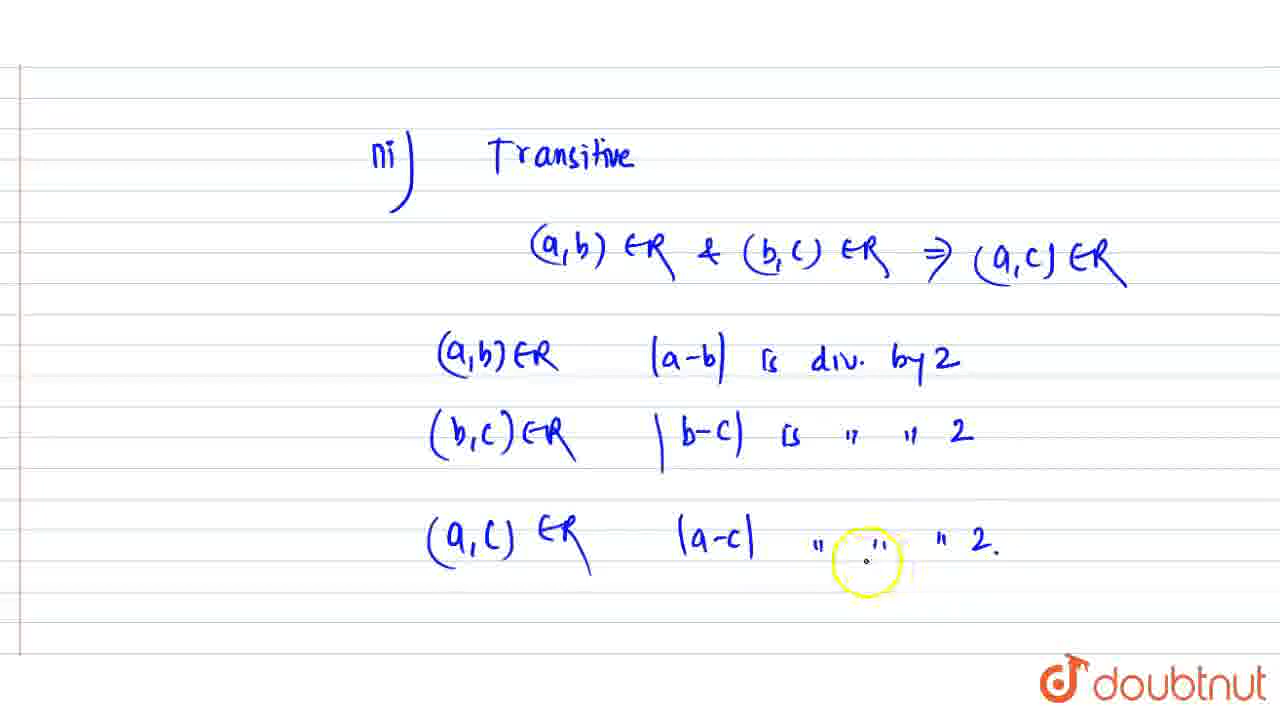 iii) Transitive
(a,b) ∈R & (b,c) ∈R ⇒ (a,c) ∈R
(a,b)∈R |a-b| is div. by 2
(b,c)∈R |b-c| is " " 2
(a,c) ∈R |a-c| " " " 2.
doubtnut